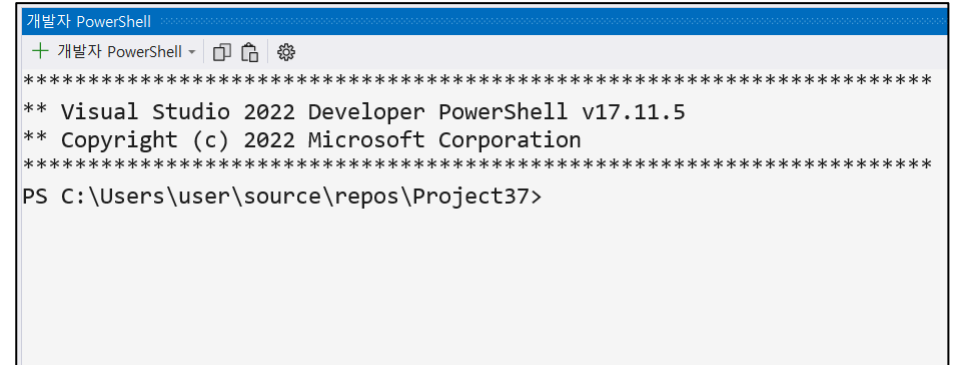 개발자 PowerShell
개발자 PowerShell
**********************************************************************
** Visual Studio 2022 Developer PowerShell v17.11.5
** Copyright (c) 2022 Microsoft Corporation
**********************************************************************
PS C:\Users\user\source\repos\Project37>